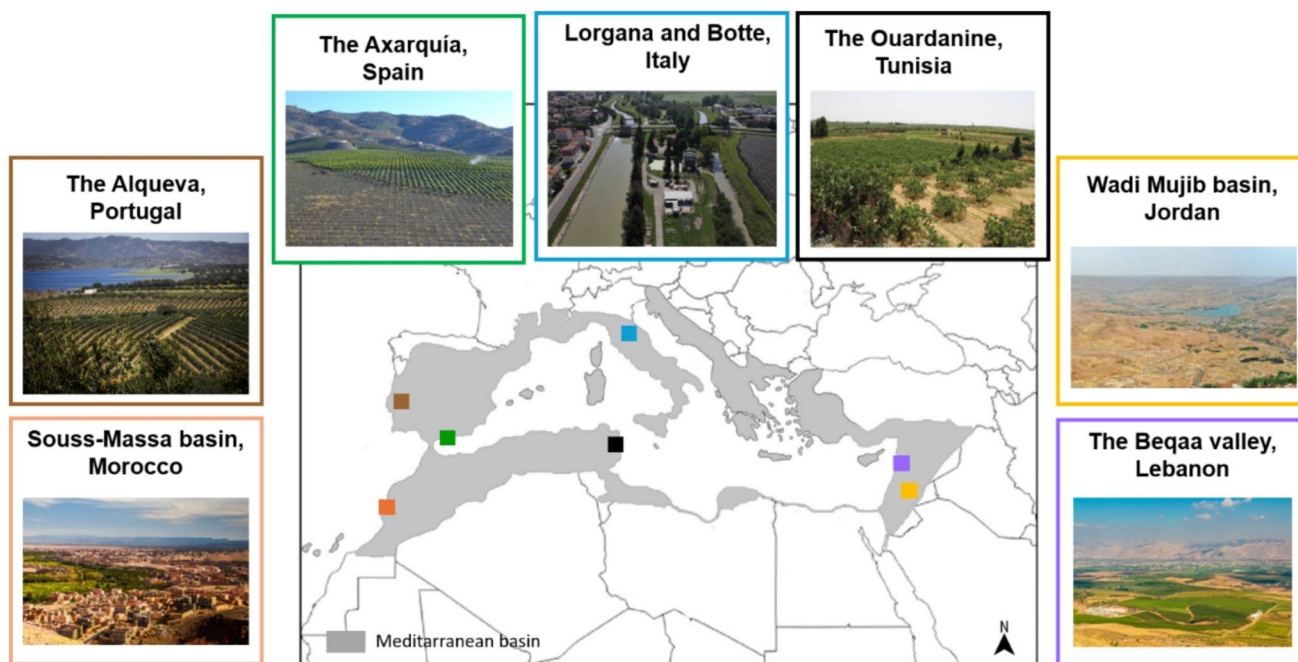 The Axarquía,
Spain
Lorgana and Botte,
Italy
The Ouardanine,
Tunisia
The Alqueva,
Portugal
Wadi Mujib basin,
Jordan
Souss-Massa basin,
Morocco
The Beqaa valley,
Lebanon
Meditarranean basin
N